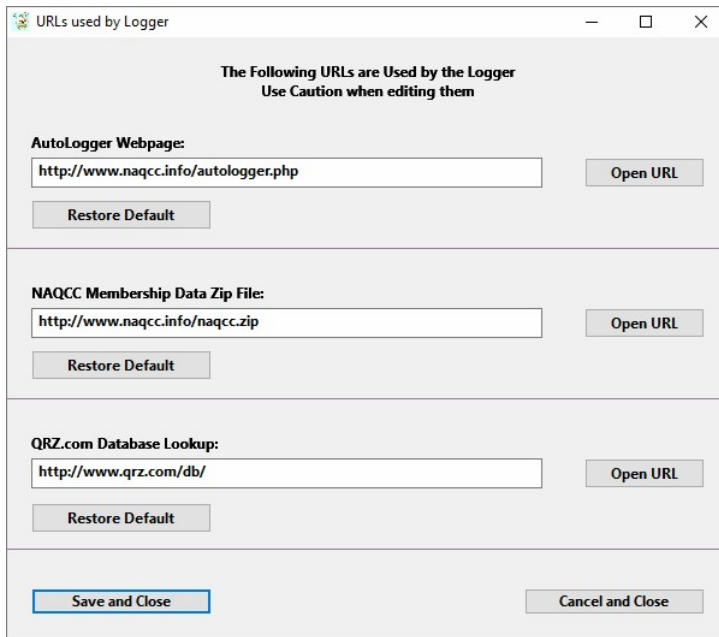 URLs used by Logger
The Following URLs are Used by the Logger
Use Caution when editing them
AutoLogger Webpage:
http://www.naqcc.info/autologger.php
Open URL
Restore Default
NAQCC Membership Data Zip File:
http://www.naqcc.info/naqcc.zip
Open URL
Restore Default
QRZ.com Database Lookup:
http://www.qrz.com/db/
Open URL
Restore Default
Save and Close
Cancel and Close